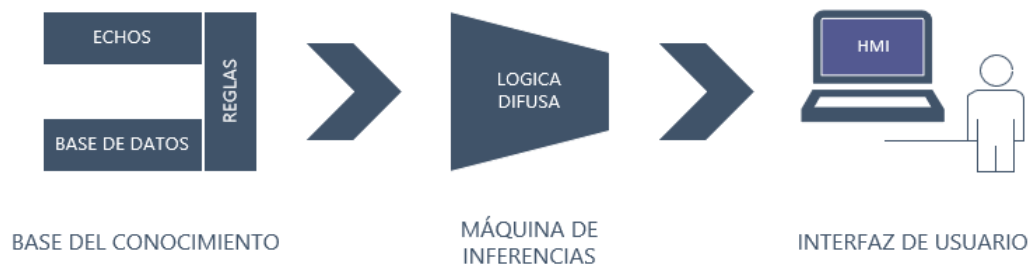 ECHOS
BASE DE DATOS
REGLAS
LOGICA
DIFUSA
HMI
BASE DEL CONOCIMIENTO
MÁQUINA DE
INFERENCIAS
INTERFAZ DE USUARIO